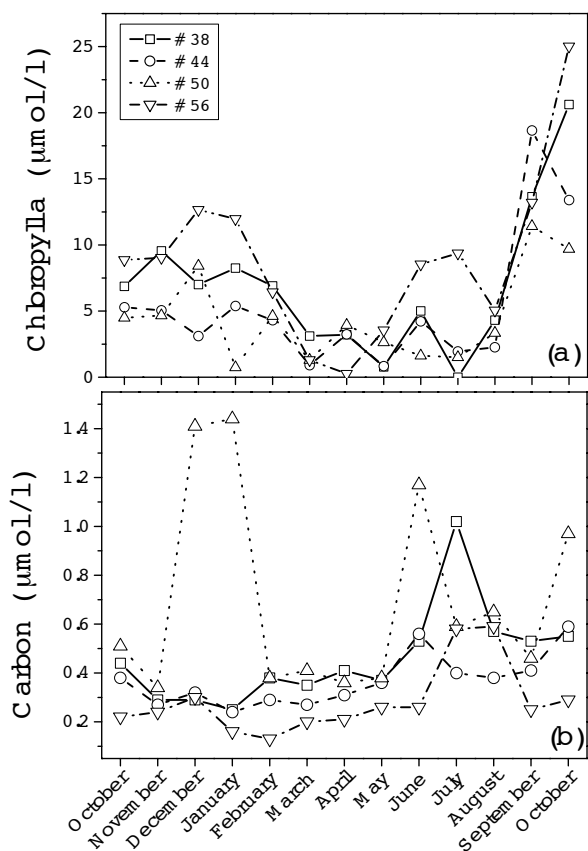 25
20
15
10
5
0
Chloropylla (μmol/l)
# 38
# 44
# 50
# 56
(a)
1.4
1.2
1.0
0.8
0.6
0.4
0.2
Carbon (μmol/l)
(b)
October
November
December
January
February
March
April
May
June
July
August
September
October